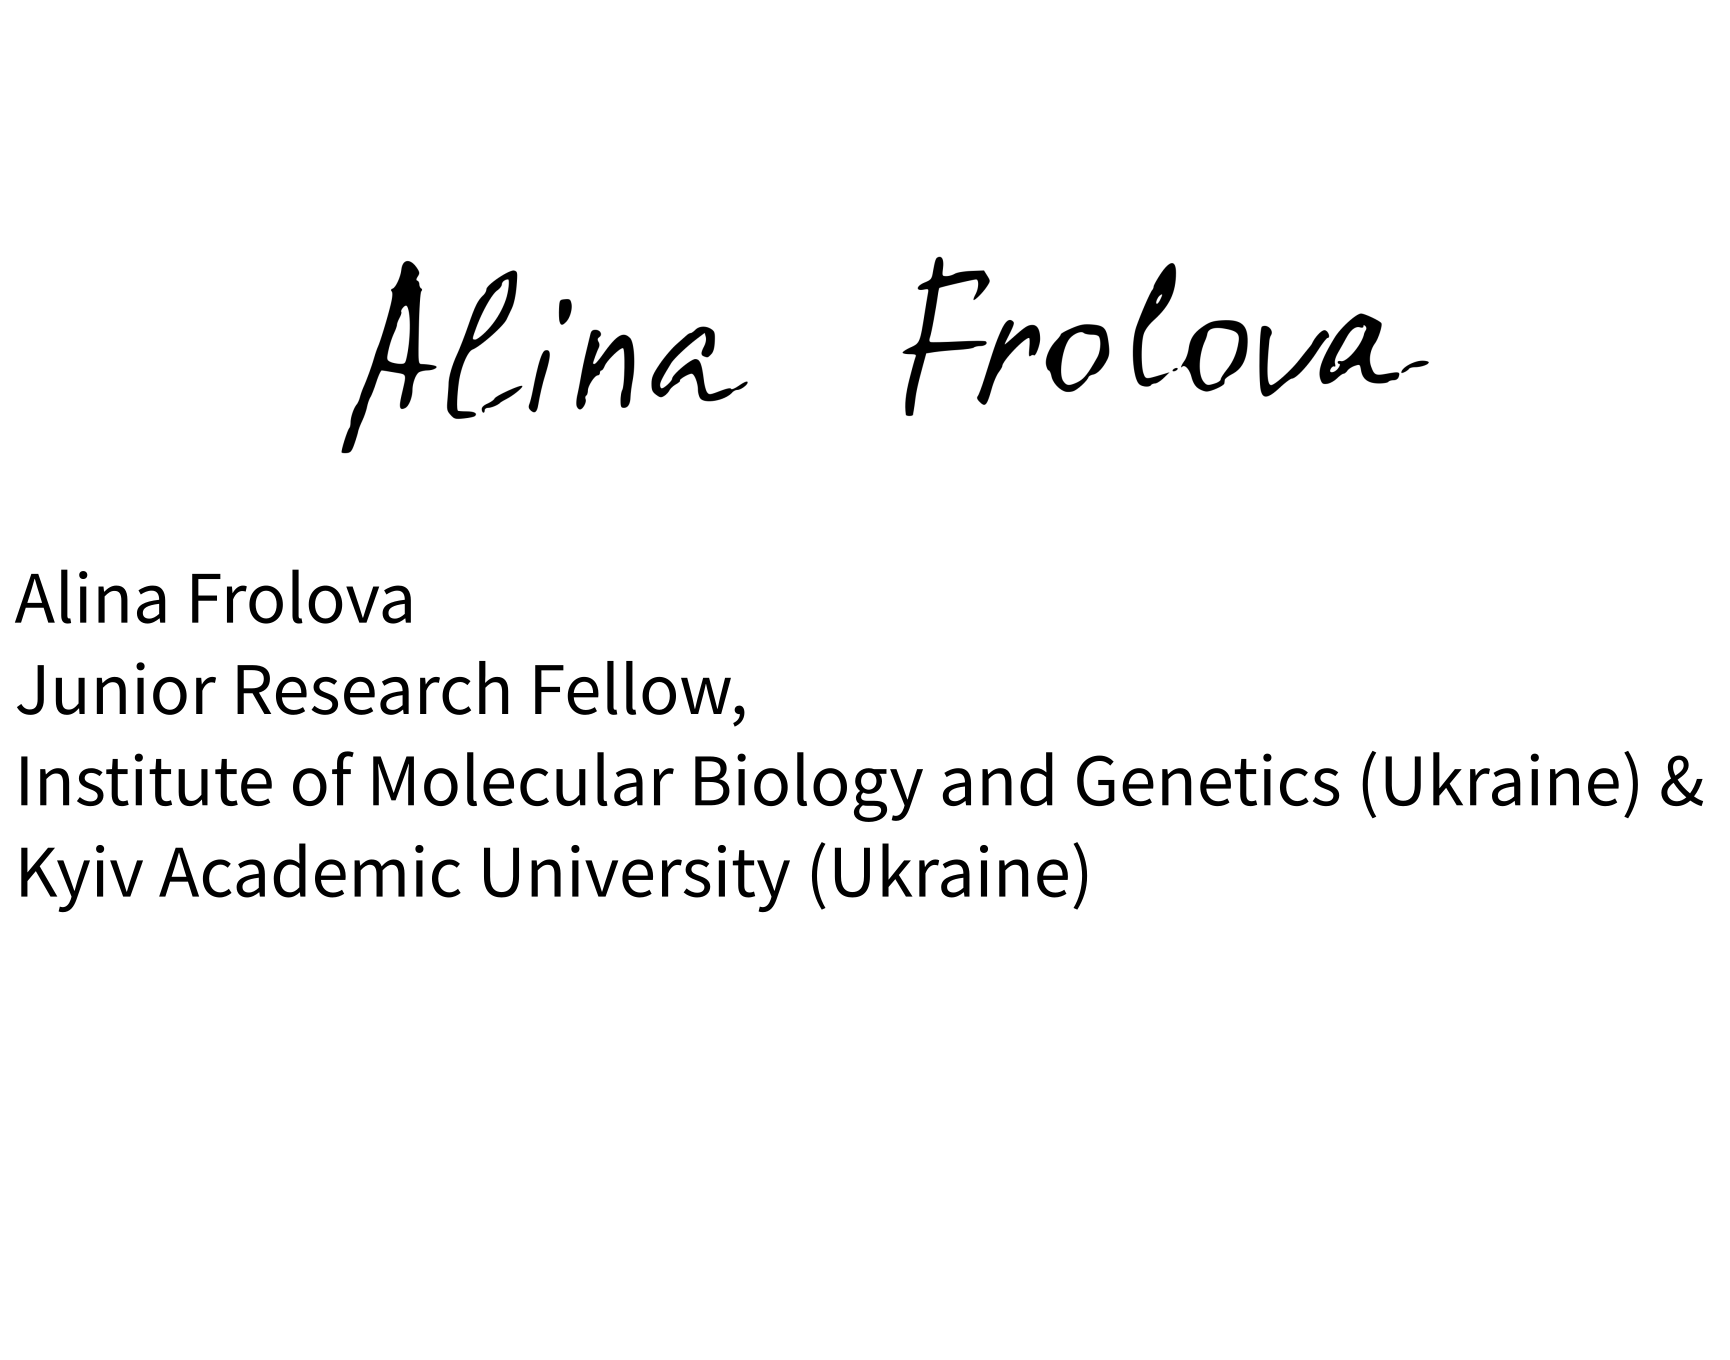 Alina Frolova
Alina Frolova
Junior Research Fellow,
Institute of Molecular Biology and Genetics (Ukraine) &
Kyiv Academic University (Ukraine)